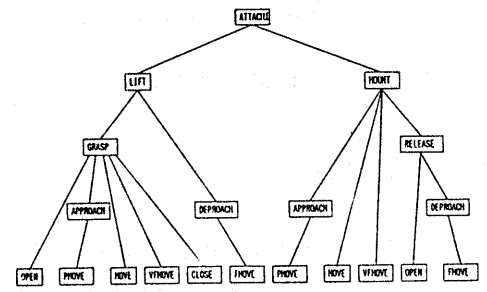 LIFT
MOUNT
GRASP
RELEASE
APPROACH
DEPROACH
APPROACH
DEPROACH
OPEN
PMOVE
MOVE
VFMOVE
CLOSE
FMOVE
PMOVE
MOVE
VFMOVE
OPEN
FMOVE